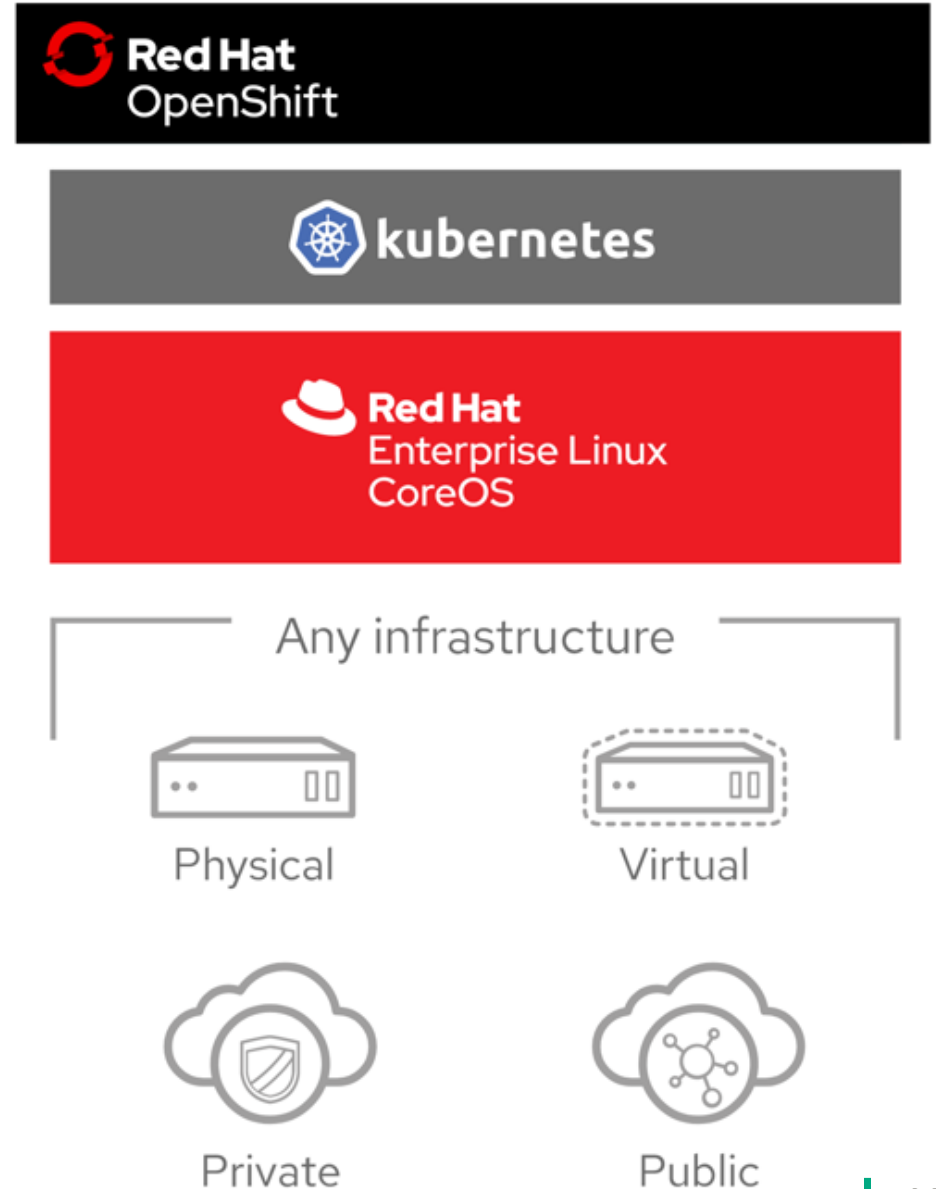 Red Hat
OpenShift
kubernetes
Red Hat
Enterprise Linux
CoreOS
Any infrastructure
Physical
Virtual
Private
Public